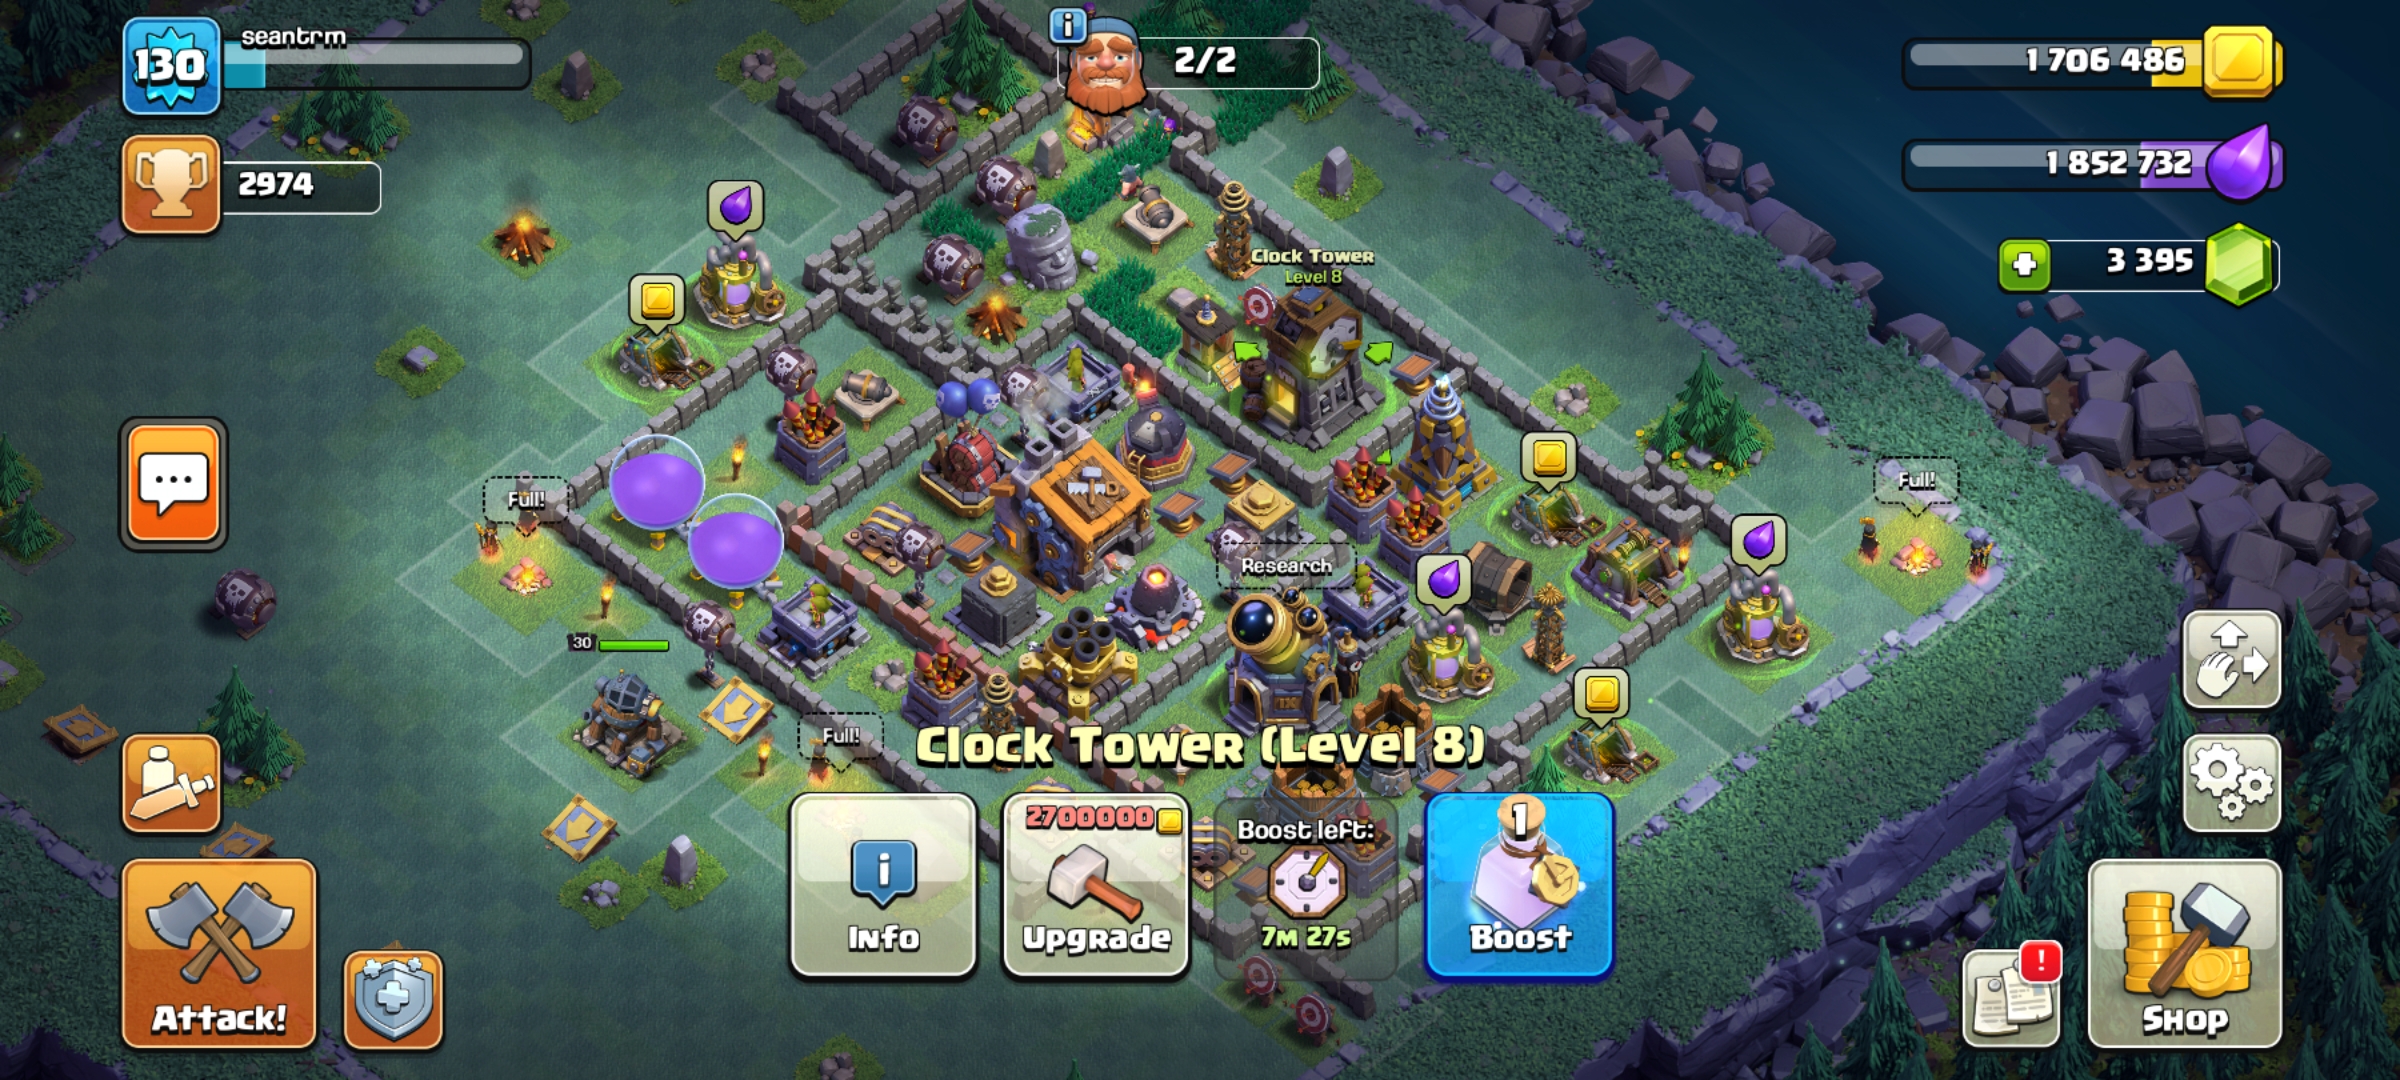 130
seantrm
2/2
1 706 486
2974
1 852 732
3 395
Clock Tower
Level 8
Full!
Full!
Research
30
Full!
Clock Tower (Level 8)
2700000
Boost left:
1
Info
Upgrade
7M 27s
Boost
Attack!
!
Shop